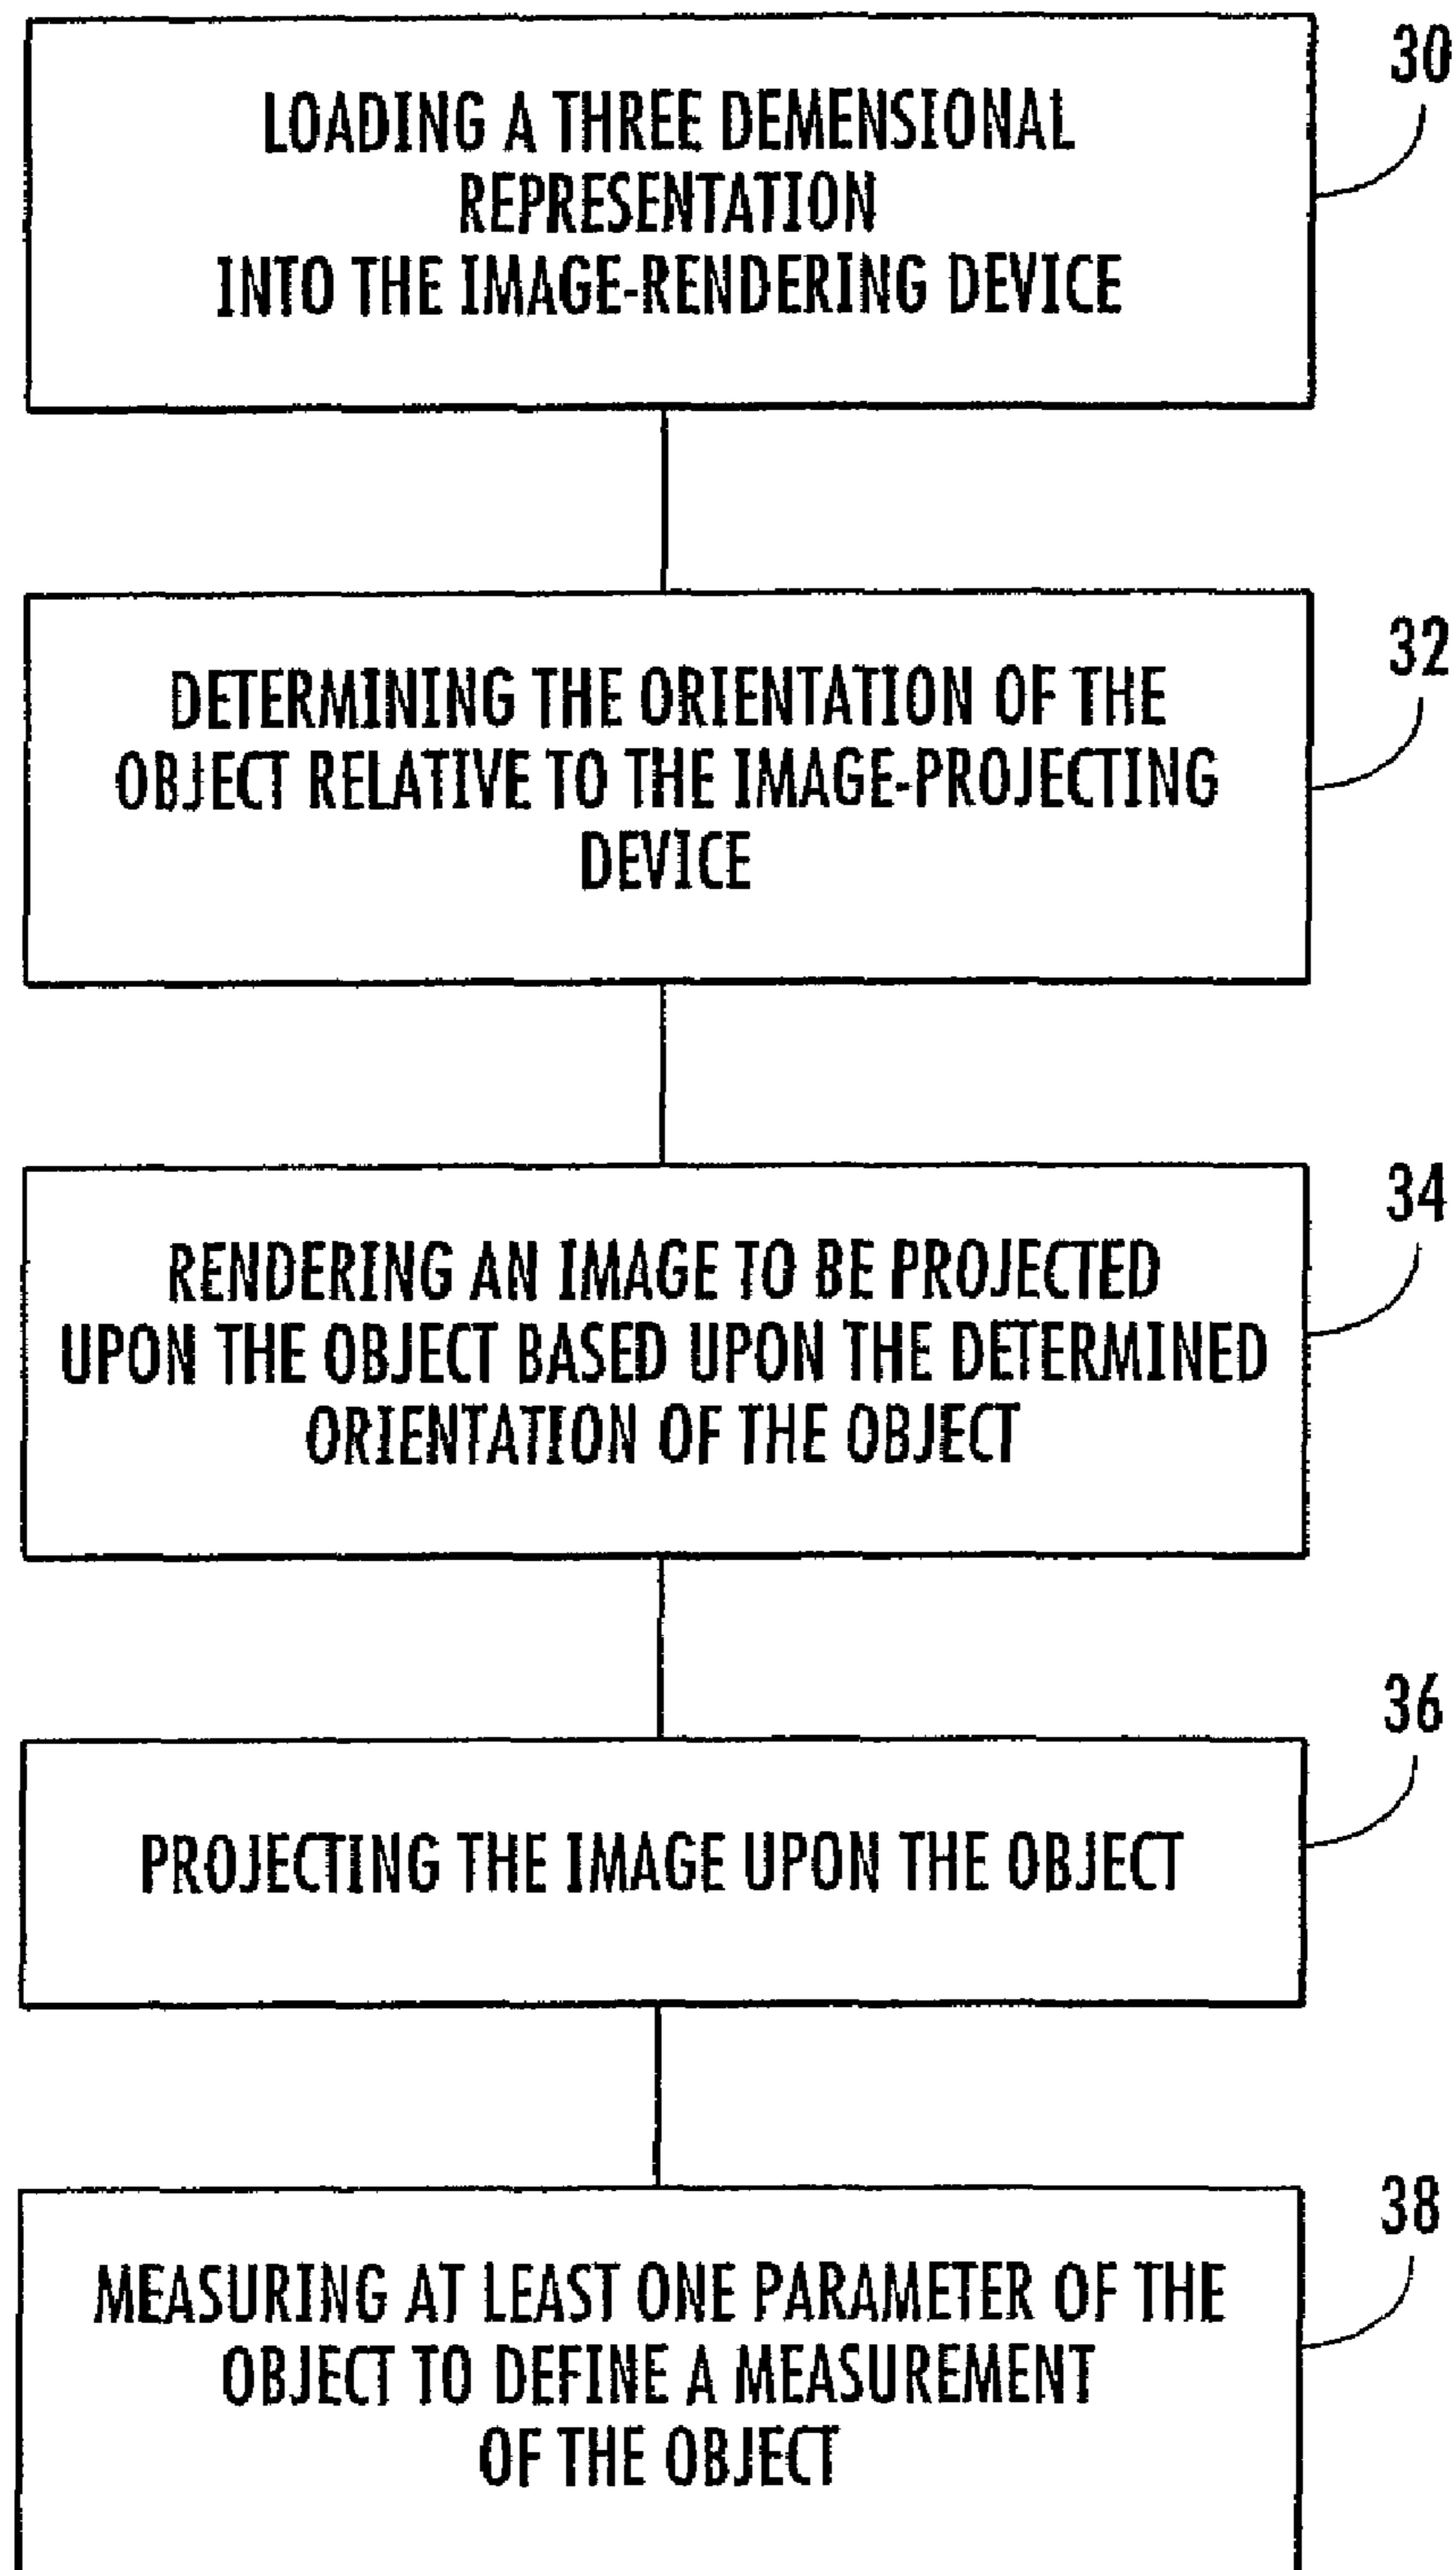 30
LOADING A THREE DEMENSIONAL
REPRESENTATION
INTO THE IMAGE-RENDERING DEVICE
32
DETERMINING THE ORIENTATION OF THE
OBJECT RELATIVE TO THE IMAGE-PROJECTING
DEVICE
34
RENDERING AN IMAGE TO BE PROJECTED
UPON THE OBJECT BASED UPON THE DETERMINED
ORIENTATION OF THE OBJECT
36
PROJECTING THE IMAGE UPON THE OBJECT
38
MEASURING AT LEAST ONE PARAMETER OF THE
OBJECT TO DEFINE A MEASUREMENT
OF THE OBJECT